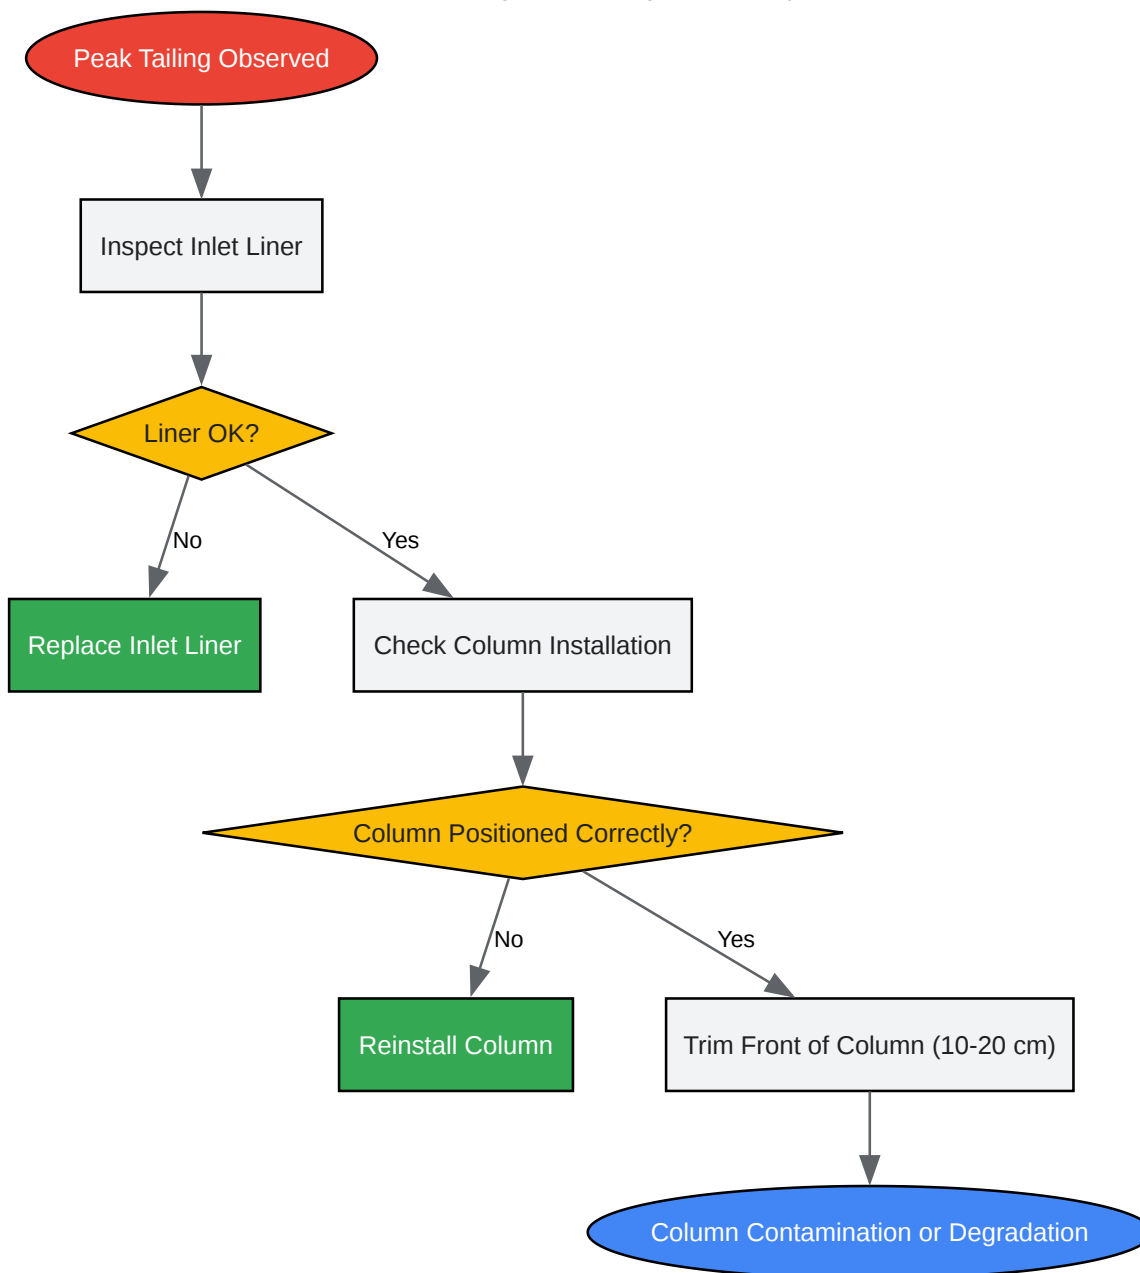 Peak Tailing Observed
Inspect Inlet Liner
Liner OK?
No
Yes
Replace Inlet Liner
Check Column Installation
Column Positioned Correctly?
No
Yes
Reinstall Column
Trim Front of Column (10-20 cm)
Column Contamination or Degradation